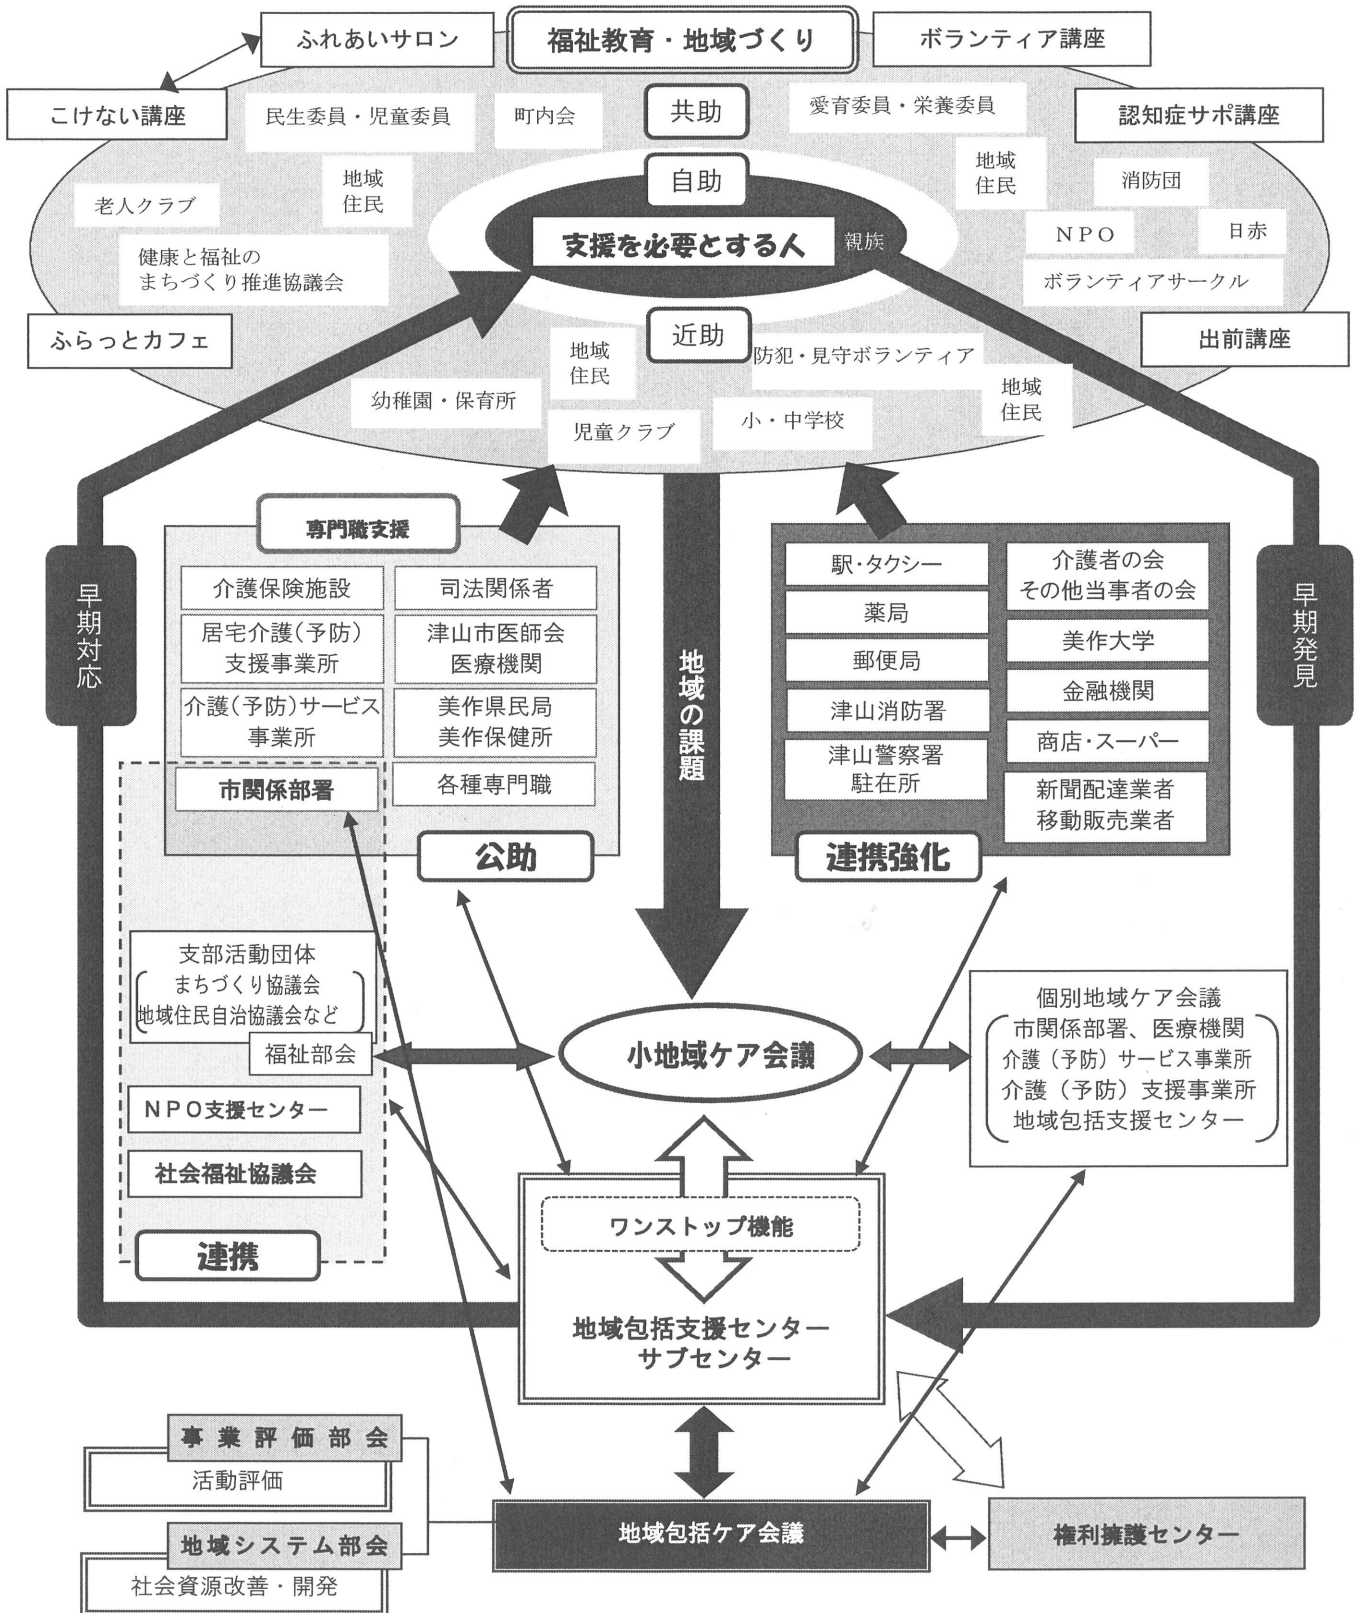 ふれあいサロン
福祉教育・地域づくり
ボランティア講座
こけない講座
民生委員・児童委員
町内会
共助
愛育委員・栄養委員
認知症サポ講座
老人クラブ
地域
住民
自助
地域
住民
消防団
支援を必要とする人
親族
NPO
日赤
健康と福祉の
まちづくり推進協議会
ボランティアサークル
ふらっとカフェ
近助
出前講座
地域
住民
防犯・見守ボランティア
幼稚園・保育所
地域
住民
児童クラブ
小・中学校
早期対応
専門職支援
介護保険施設
居宅介護(予防)
支援事業所
介護(予防)サービス
事業所
市関係部署
司法関係者
津山市医師会
医療機関
美作県民局
美作保健所
各種専門職
公助
地域の課題
駅・タクシー
薬局
郵便局
津山消防署
津山警察署
駐在所
介護者の会
その他当事者の会
美作大学
金融機関
商店・スーパー
新聞配達業者
移動販売業者
連携強化
早期発見
支部活動団体
まちづくり協議会
地域住民自治協議会など
福祉部会
NPO支援センター
社会福祉協議会
連携
小地域ケア会議
個別地域ケア会議
市関係部署、医療機関
介護(予防)サービス事業所
介護(予防)支援事業所
地域包括支援センター
ワンストップ機能
地域包括支援センター
サブセンター
事業評価部会
活動評価
地域システム部会
社会資源改善・開発
地域包括ケア会議
権利擁護センター